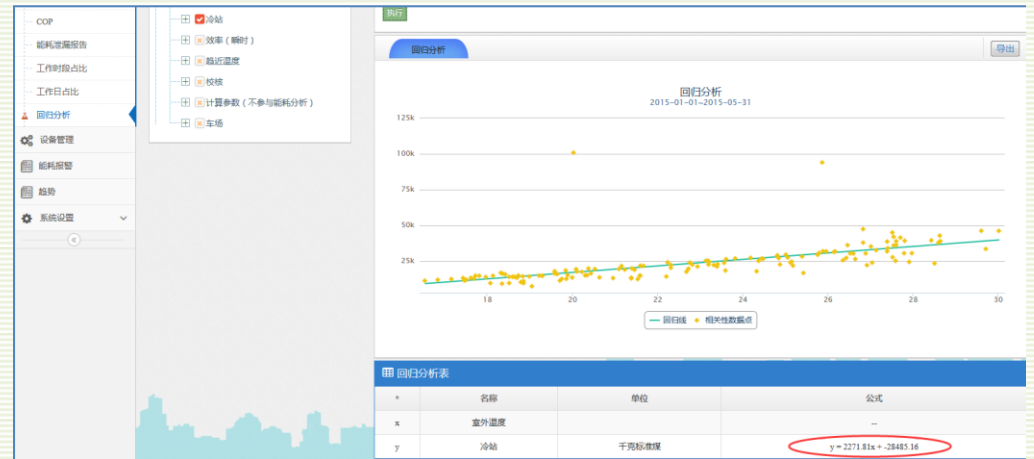 COP
能耗泄漏报告
工作时段占比
工作日占比
回归分析
设备管理
能耗报警
趋势
系统设置
冷站
效率（瞬时）
趋近温度
校核
计算参数（不参与能耗分析）
车场
执行
回归分析
导出
回归分析
2015-01-01~2015-05-31
125k
100k
75k
50k
25k
18 20 22 24 26 28 30
回归线 相关性数据点
回归分析表
* 名称 单位 公式
x 室外温度 --
y 冷站 千克标准煤 y = 2271.81x + -28485.16